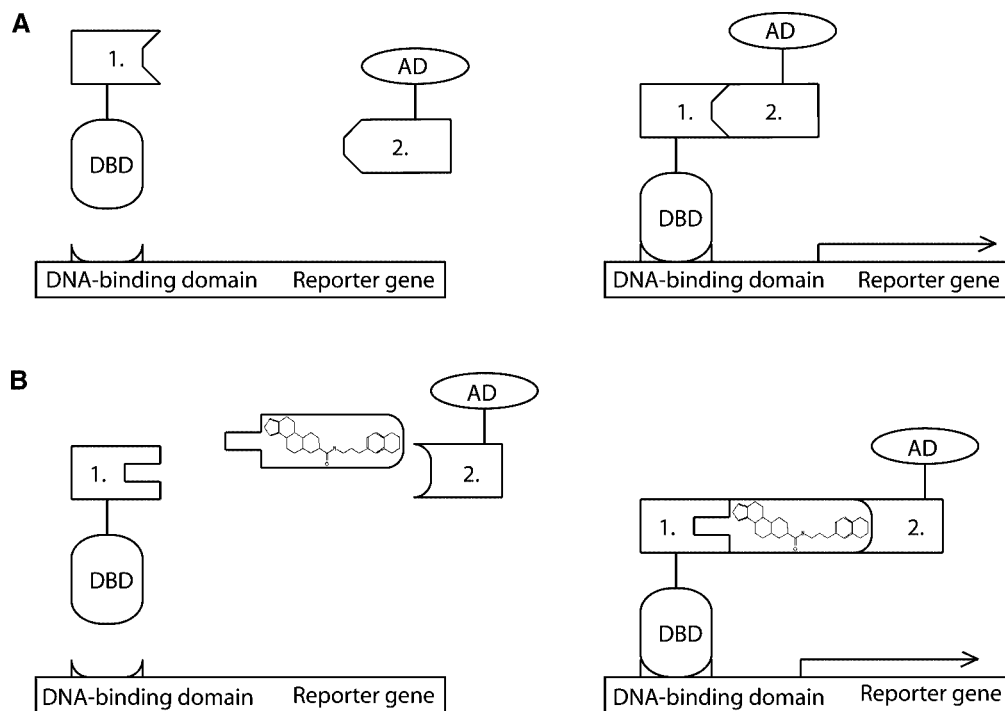 A
1.
AD
DBD
2.
DNA-binding domain Reporter gene
AD
1. 2.
DBD
DNA-binding domain Reporter gene
B
AD
1.
2.
DBD
DNA-binding domain Reporter gene
AD
1. 2.
DBD
DNA-binding domain Reporter gene